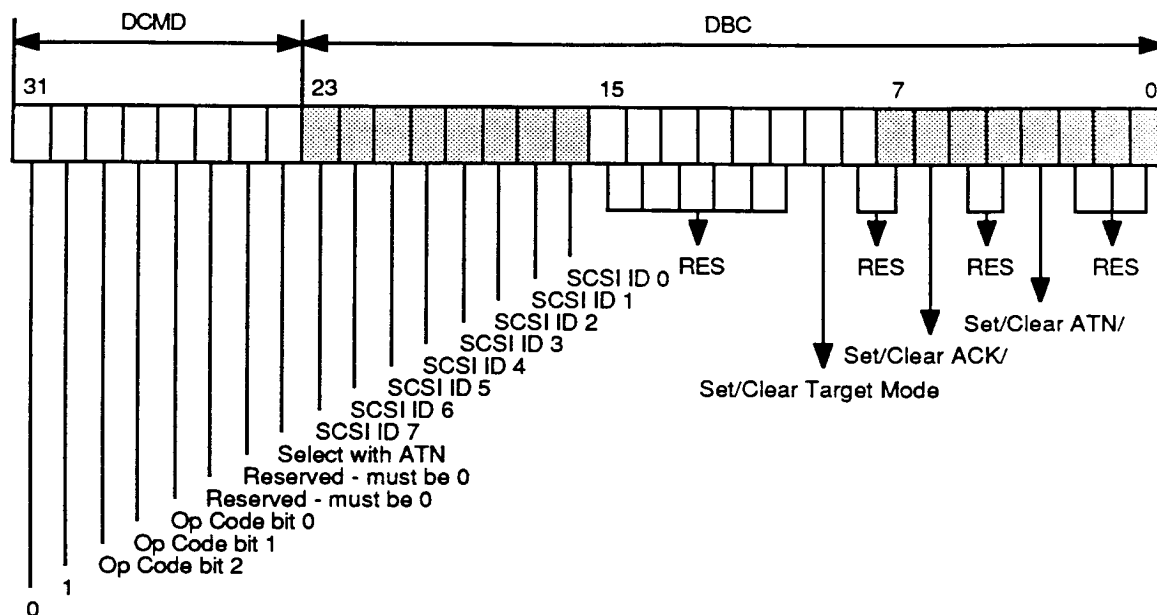 DCMD DBC
31 23 15 7 0
RES RES RES RES
SCSI ID 0
SCSI ID 1
SCSI ID 2
Set/Clear ATN/
SCSI ID 3
SCSI ID 4
Set/Clear ACK/
SCSI ID 5
Set/Clear Target Mode
SCSI ID 6
SCSI ID 7
Select with ATN
Reserved - must be 0
Reserved - must be 0
Op Code bit 0
Op Code bit 1
Op Code bit 2
1
0